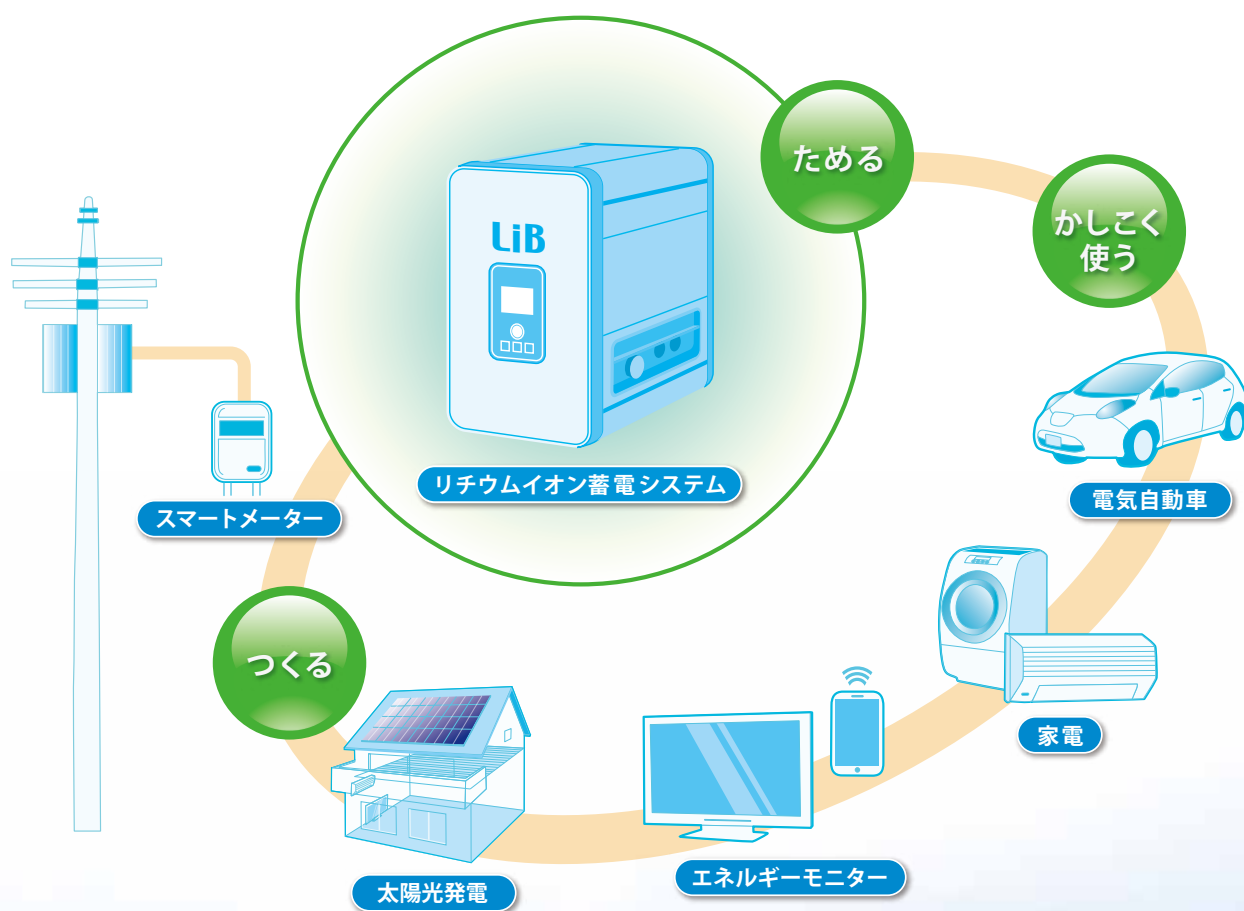 ためる
かしこく
使う
LiB
リチウムイオン蓄電システム
スマートメーター
電気自動車
つくる
家電
エネルギーモニター
太陽光発電